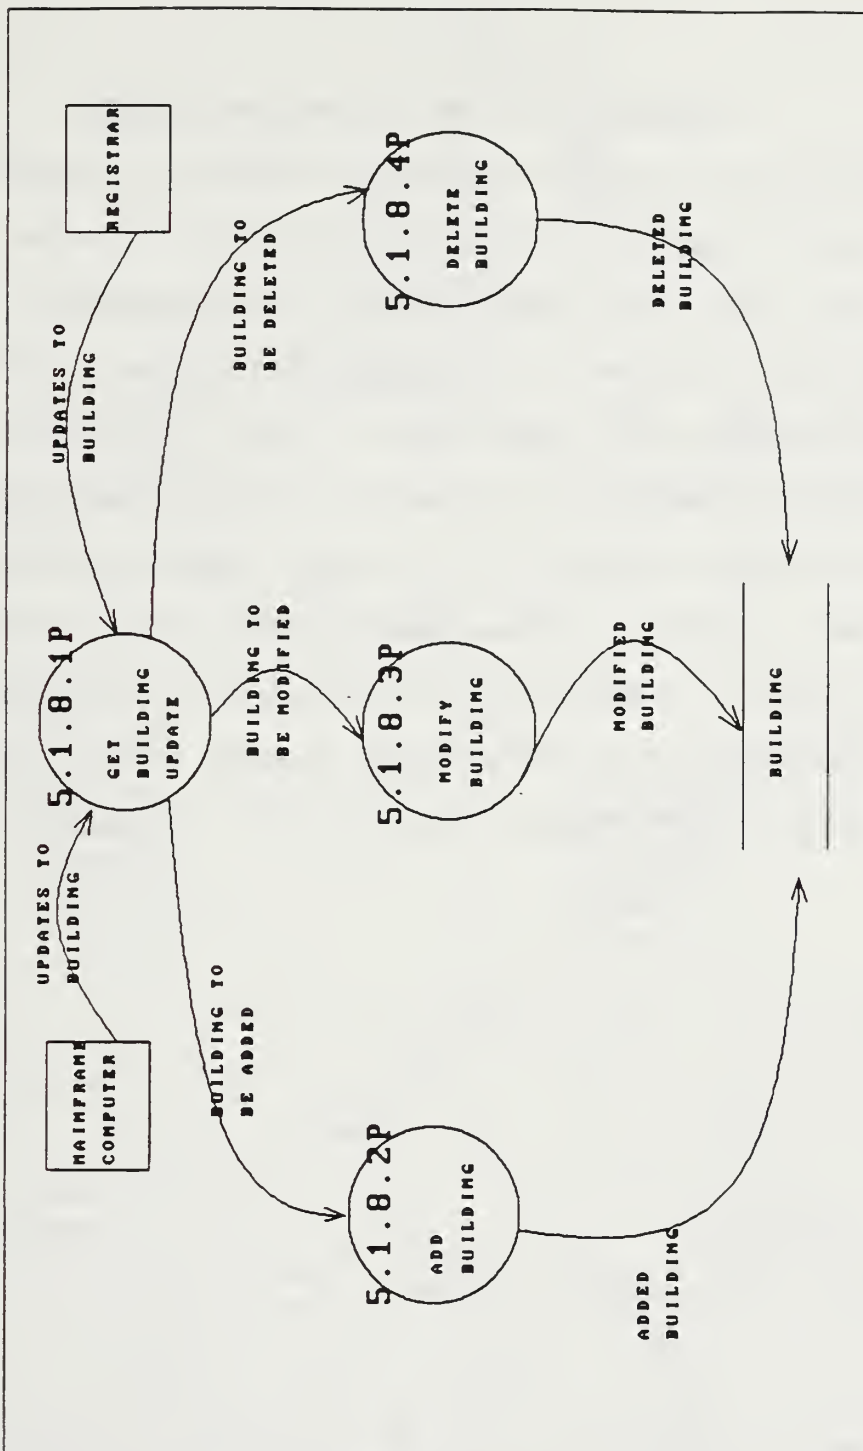 MAINFRAME
COMPUTER
UPDATES TO
BUILDING
5.1.8.1P
GET
BUILDING
UPDATE
UPDATES TO
BUILDING
REGISTRAR
BUILDING TO
BE ADDED
BUILDING TO
BE MODIFIED
BUILDING TO
BE DELETED
5.1.8.2P
ADD
BUILDING
5.1.8.3P
MODIFY
BUILDING
5.1.8.4P
DELETE
BUILDING
ADDED
BUILDING
MODIFIED
BUILDING
DELETED
BUILDING
BUILDING